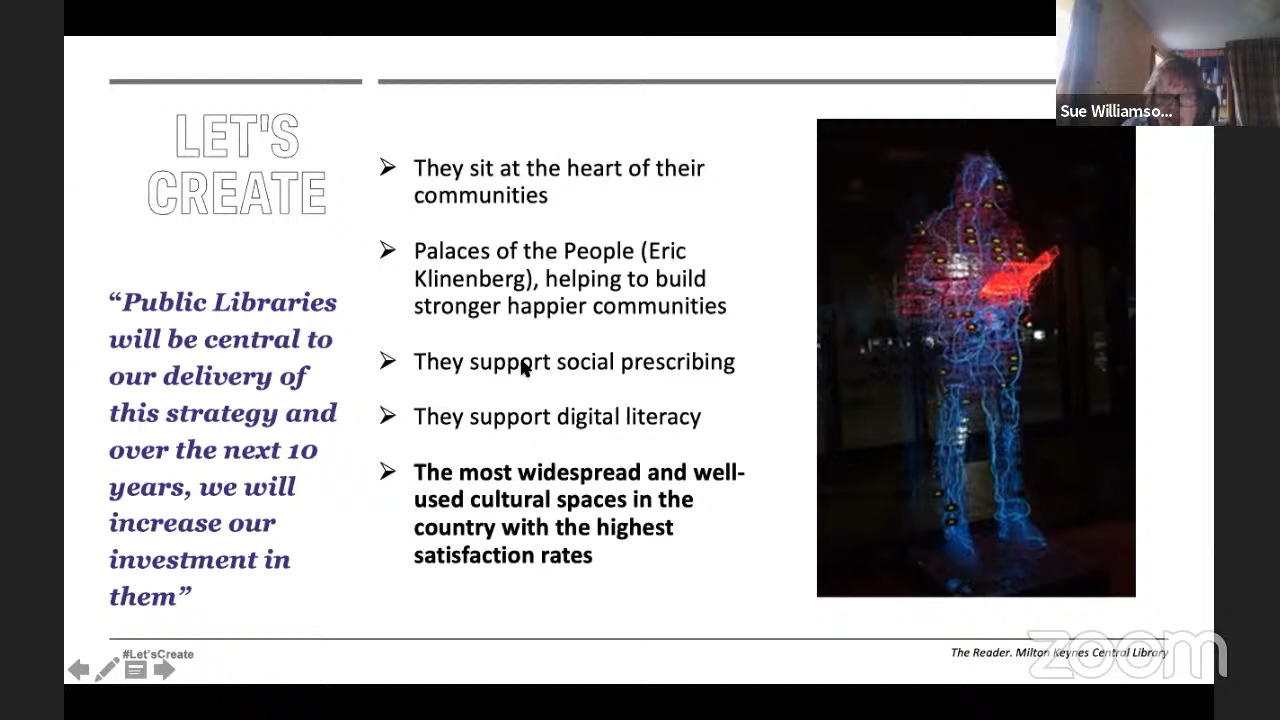 Sue Williamso...
LET'S
CREATE
“Public Libraries
will be central to
our delivery of
this strategy and
over the next 10
years, we will
increase our
investment in
them”
They sit at the heart of their
communities
Palaces of the People (Eric
Klinenberg), helping to build
stronger happier communities
They support social prescribing
They support digital literacy
The most widespread and well-
used cultural spaces in the
country with the highest
satisfaction rates
#Let'sCreate
The Reader. Milton Keynes Central Library
zoom